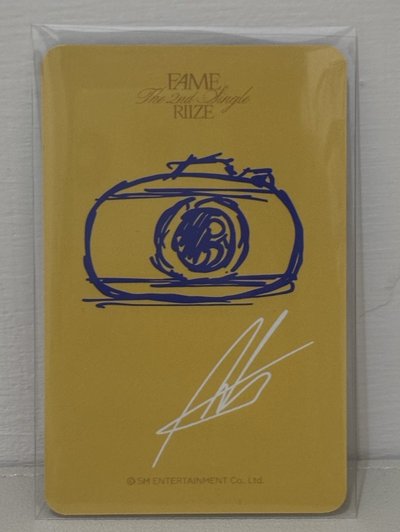 FAME
The 2nd Single
RIIZE
© SM ENTERTAINMENT Co., Ltd.